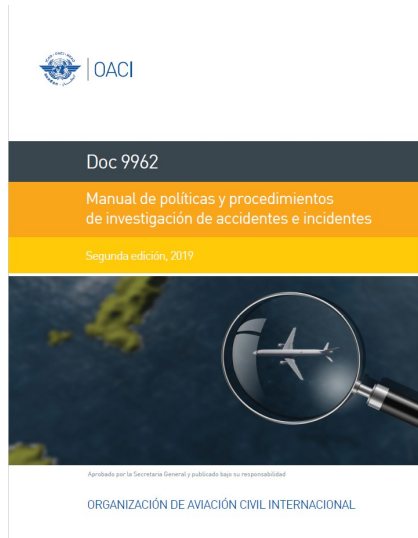 OACI
Doc 9962
Manual de políticas y procedimientos
de investigación de accidentes e incidentes
Segunda edición, 2019
Aprobado por la Secretaria General y publicado bajo su responsabilidad
ORGANIZACIÓN DE AVIACIÓN CIVIL INTERNACIONAL